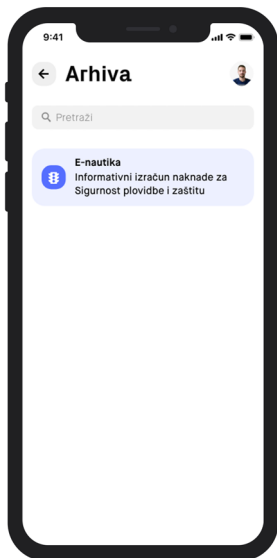 9:41
Arhiva
Pretraži
E-nautika
Informativni izračun naknade za
Sigurnost plovidbe i zaštitu